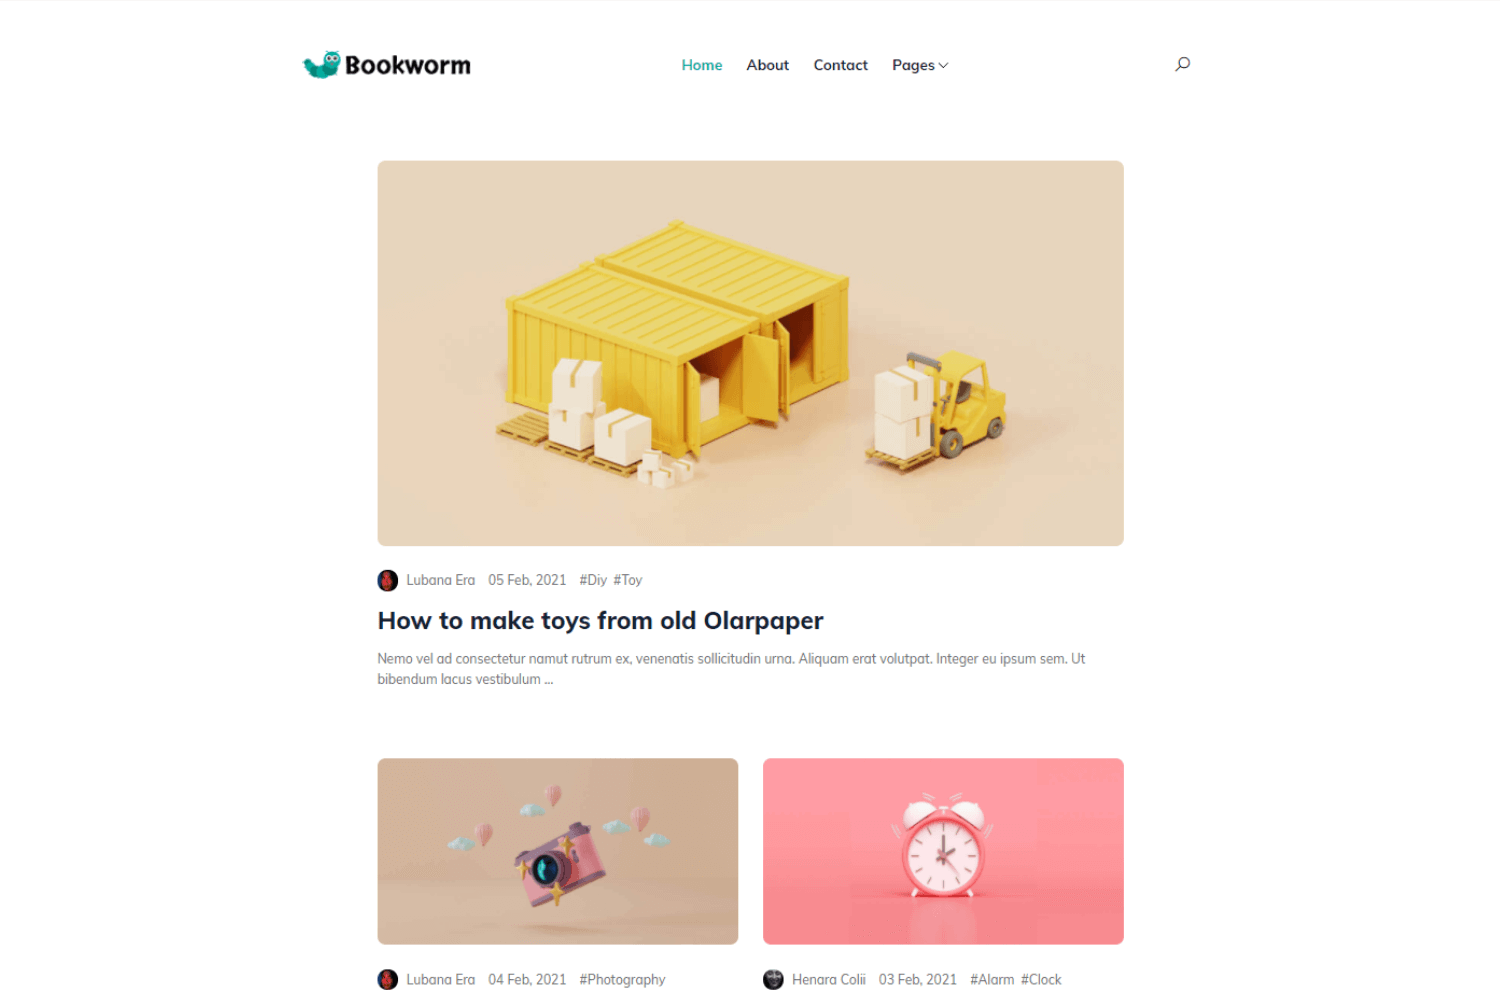 Bookworm
Home About Contact Pages
Lubana Era 05 Feb, 2021 #Diy #Toy
How to make toys from old Olarpaper
Nemo vel ad consectetur namut rutrum ex, venenatis sollicitudin urna. Aliquam erat volutpat. Integer eu ipsum sem. Ut
bibendum lacus vestibulum ...
Lubana Era 04 Feb, 2021 #Photography
Henara Colii 03 Feb, 2021 #Alarm #Clock